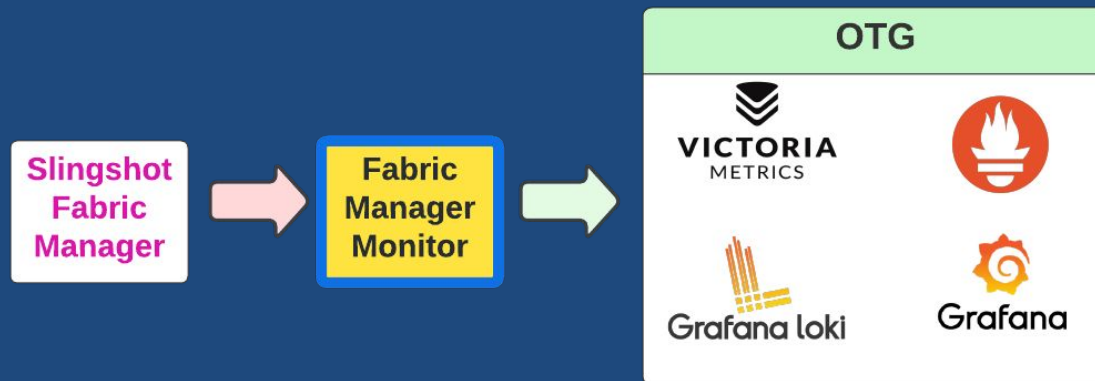 OTG
Slingshot
Fabric
Manager
Fabric
Manager
Monitor
VICTORIA
METRICS
Grafana loki
Grafana